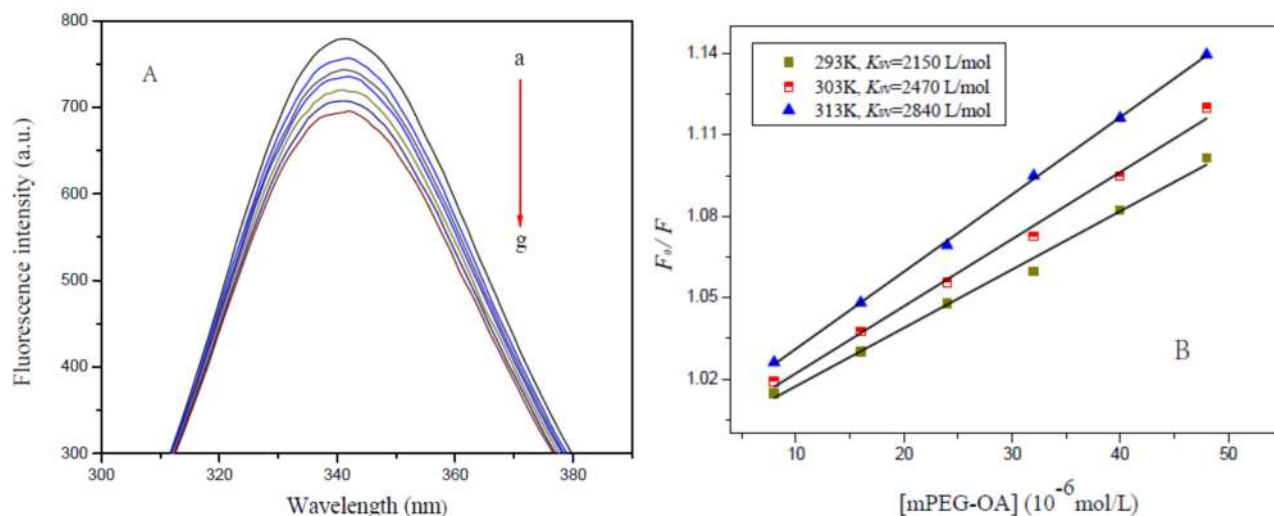 A
a
g
800
700
600
500
400
300
300
320
340
360
380
Fluorescence intensity (a.u.)
Wavelength (nm)
293K, Ksv=2150 L/mol
303K, Ksv=2470 L/mol
313K, Ksv=2840 L/mol
B
1.14
1.11
1.08
1.05
1.02
10
20
30
40
50
F₀ / F
[mPEG-OA] (10⁻⁶mol/L)